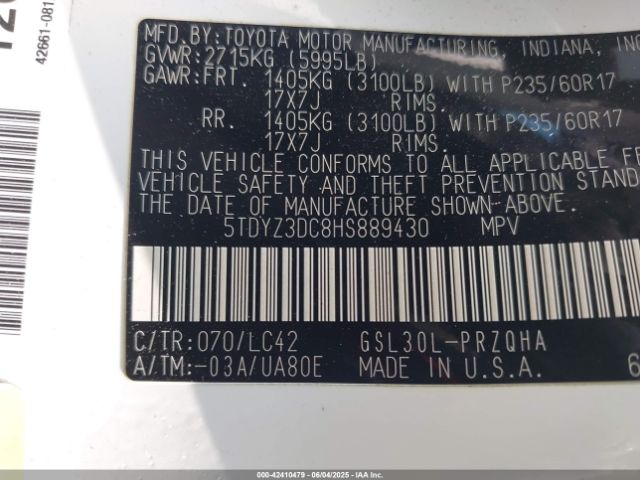 42661-081
MFD. BY: TOYOTA MOTOR MANUFACTURING, INDIANA, INC
GVWR: 2715KG (5995LB)
GAWR: FRT. 1405KG (3100LB) WITH P235/60R17
17X7J RIMS.
RR. 1405KG (3100LB) WITH P235/60R17
17X7J RIMS.
THIS VEHICLE CONFORMS TO ALL APPLICABLE FE
VEHICLE SAFETY AND THEFT PREVENTION STAND
THE DATE OF MANUFACTURE SHOWN ABOVE.
5TDYZ3DC8HS889430 MPV
C/TR: 070/LC42 GSL30L-PRZQHA
A/TM: -03A/UA80E MADE IN U.S.A. 6
000-42410479 - 06/04/2025 - IAAI.com